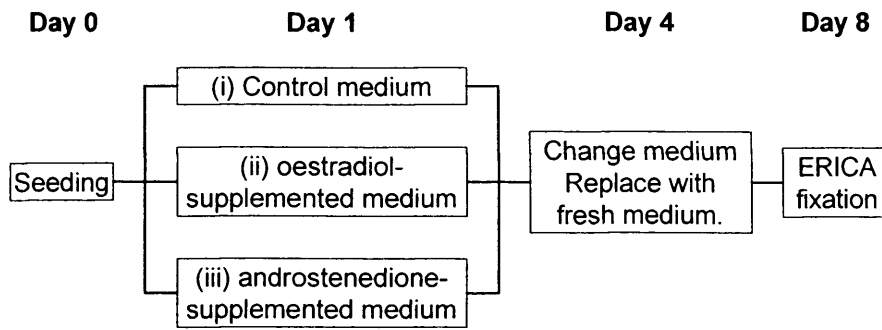 Day 0 Day 1 Day 4 Day 8
Seeding
(i) Control medium
(ii) oestradiol-
supplemented medium
(iii) androstenedione-
supplemented medium
Change medium
Replace with
fresh medium.
ERICA
fixation